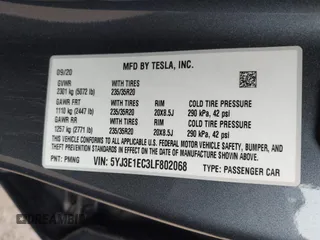 MFD BY TESLA, INC.
09/20
GVWR WITH TIRES
2301 kg (5072 lb) 235/35R20
GAWR FRT WITH TIRES RIM COLD TIRE PRESSURE
1110 kg (2447 lb) 235/35R20 20X8.5J 290 kPa, 42 psi
GAWR RR WITH TIRES RIM COLD TIRE PRESSURE
1257 kg (2771 lb) 235/35R20 20X8.5J 290 kPa, 42 psi
THIS VEHICLE CONFORMS TO ALL APPLICABLE U.S. FEDERAL MOTOR VEHICLE SAFETY, BUMPER,
AND THEFT PREVENTION STANDARDS IN EFFECT ON THE DATE OF MANUFACTURE SHOWN ABOVE.
PNT: PMNG VIN: 5YJ3E1EC3LF802068 TYPE: PASSENGER CAR